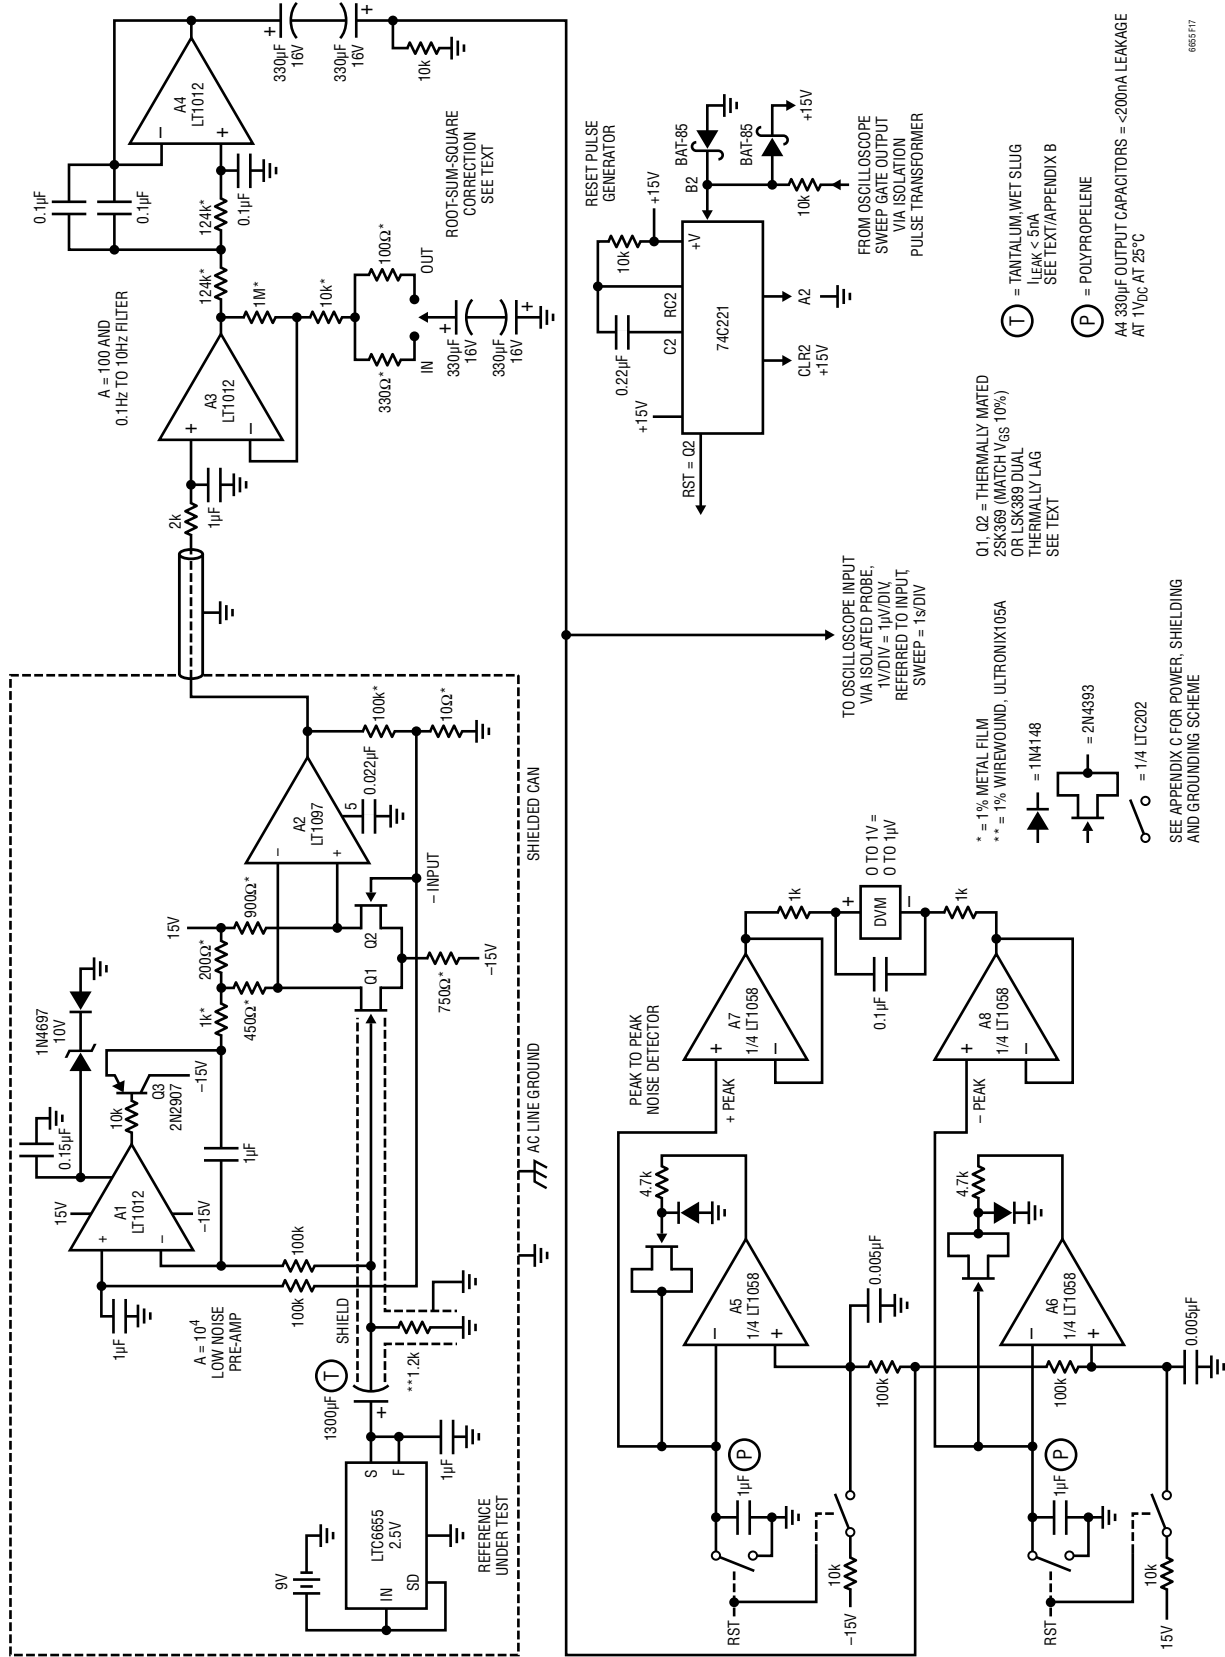 1N4697
10V
0.15µF
15V
A1
LT1012
–15V
+
–
10k
Q3
2N2907
–15V
1µF
1k*
200Ω*
450Ω*
900Ω*
15V
1µF
A = 10⁴
LOW NOISE
PRE-AMP
100k
100k
SHIELD
1300µF
T
+
**1.2k
9V
LTC6655
2.5V
IN
SD
S
F
1µF
REFERENCE
UNDER TEST
Q1
Q2
750Ω*
–15V
– INPUT
A2
LT1097
–
+
5
0.022µF
100k*
10Ω*
SHIELDED CAN
AC LINE GROUND
2k
1µF
A = 100 AND
0.1Hz TO 10Hz FILTER
A3
LT1012
+
–
124k*
1M*
10k*
330Ω*
100Ω*
IN
OUT
+
330µF
16V
330µF
16V
+
ROOT-SUM-SQUARE
CORRECTION
SEE TEXT
124k*
0.1µF
0.1µF
0.1µF
A4
LT1012
–
+
+
330µF
16V
330µF
16V
+
10k
RESET PULSE
GENERATOR
+15V
0.22µF
10k
+15V
C2
RC2
+V
74C221
RST = Q2
CLR2
+15V
A2
B2
BAT-85
BAT-85
+15V
10k
FROM OSCILLOSCOPE
SWEEP GATE OUTPUT
VIA ISOLATION
PULSE TRANSFORMER
TO OSCILLOSCOPE INPUT
VIA ISOLATED PROBE,
1V/DIV = 1µV/DIV,
REFERRED TO INPUT,
SWEEP = 1s/DIV
PEAK TO PEAK
NOISE DETECTOR
+ PEAK
A7
1/4 LT1058
+
–
1k
+
DVM
–
0 TO 1V =
0 TO 1µV
0.1µF
1k
A8
1/4 LT1058
+
–
– PEAK
4.7k
A5
1/4 LT1058
–
+
0.005µF
100k
P
1µF
RST
10k
–15V
4.7k
A6
1/4 LT1058
–
+
100k
0.005µF
P
1µF
RST
10k
15V
* = 1% METAL FILM
** = 1% WIREWOUND, ULTRONIX105A
= 1N4148
= 2N4393
= 1/4 LTC202
SEE APPENDIX C FOR POWER, SHIELDING
AND GROUNDING SCHEME
Q1, Q2 = THERMALLY MATED
2SK369 (MATCH VGS 10%)
OR LSK389 DUAL
THERMALLY LAG
SEE TEXT
T = TANTALUM,WET SLUG
ILEAK < 5nA
SEE TEXT/APPENDIX B
P = POLYPROPELENE
A4 330µF OUTPUT CAPACITORS = <200nA LEAKAGE
AT 1VDC AT 25°C
6655 F17